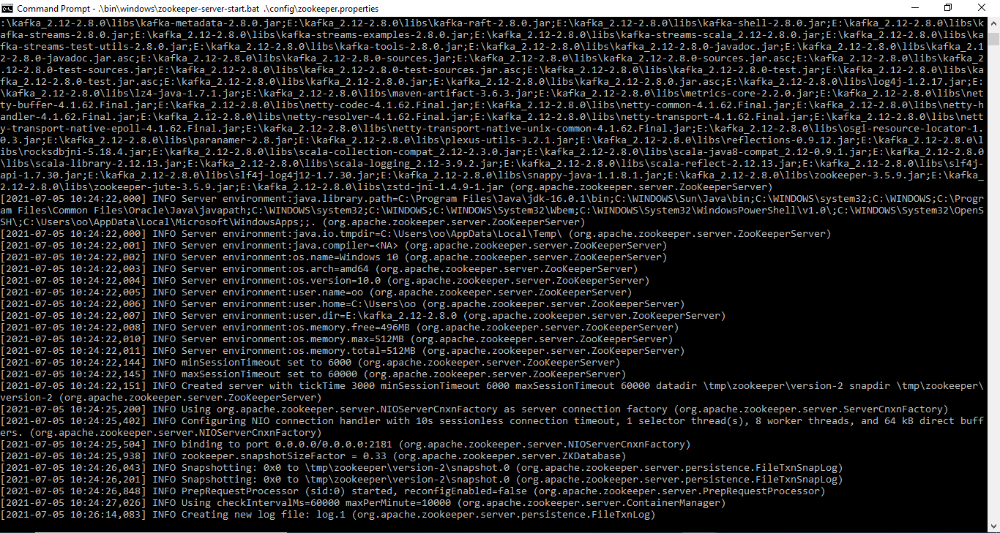 Command Prompt - .\bin\windows\zookeeper-server-start.bat .\config\zookeeper.properties
:\kafka_2.12-2.8.0\libs\kafka-metadata-2.8.0.jar;E:\kafka_2.12-2.8.0\libs\kafka-raft-2.8.0.jar;E:\kafka_2.12-2.8.0\libs\kafka-shell-2.8.0.jar;E:\kafka_2.12-2.8.0\libs\k
afka-streams-2.8.0.jar;E:\kafka_2.12-2.8.0\libs\kafka-streams-examples-2.8.0.jar;E:\kafka_2.12-2.8.0\libs\kafka-streams-scala_2.12-2.8.0.jar;E:\kafka_2.12-2.8.0\libs\ka
fka-streams-test-utils-2.8.0.jar;E:\kafka_2.12-2.8.0\libs\kafka-tools-2.8.0.jar;E:\kafka_2.12-2.8.0\libs\kafka_2.12-2.8.0-javadoc.jar;E:\kafka_2.12-2.8.0\libs\kafka_2.1
2-2.8.0-javadoc.jar.asc;E:\kafka_2.12-2.8.0\libs\kafka_2.12-2.8.0-sources.jar;E:\kafka_2.12-2.8.0\libs\kafka_2.12-2.8.0-sources.jar.asc;E:\kafka_2.12-2.8.0\libs\kafka_2
.12-2.8.0-test-sources.jar;E:\kafka_2.12-2.8.0\libs\kafka_2.12-2.8.0-test-sources.jar.asc;E:\kafka_2.12-2.8.0\libs\kafka_2.12-2.8.0-test.jar;E:\kafka_2.12-2.8.0\libs\ka
fka_2.12-2.8.0-test.jar.asc;E:\kafka_2.12-2.8.0\libs\kafka_2.12-2.8.0.jar;E:\kafka_2.12-2.8.0\libs\kafka_2.12-2.8.0.jar.asc;E:\kafka_2.12-2.8.0\libs\log4j-1.2.17.jar;E:
\kafka_2.12-2.8.0\libs\lz4-java-1.7.1.jar;E:\kafka_2.12-2.8.0\libs\maven-artifact-3.6.3.jar;E:\kafka_2.12-2.8.0\libs\metrics-core-2.2.0.jar;E:\kafka_2.12-2.8.0\libs\net
ty-buffer-4.1.62.Final.jar;E:\kafka_2.12-2.8.0\libs\netty-codec-4.1.62.Final.jar;E:\kafka_2.12-2.8.0\libs\netty-common-4.1.62.Final.jar;E:\kafka_2.12-2.8.0\libs\netty-h
andler-4.1.62.Final.jar;E:\kafka_2.12-2.8.0\libs\netty-resolver-4.1.62.Final.jar;E:\kafka_2.12-2.8.0\libs\netty-transport-4.1.62.Final.jar;E:\kafka_2.12-2.8.0\libs\nett
y-transport-native-epoll-4.1.62.Final.jar;E:\kafka_2.12-2.8.0\libs\netty-transport-native-unix-common-4.1.62.Final.jar;E:\kafka_2.12-2.8.0\libs\osgi-resource-locator-1.
0.3.jar;E:\kafka_2.12-2.8.0\libs\paranamer-2.8.jar;E:\kafka_2.12-2.8.0\libs\plexus-utils-3.2.1.jar;E:\kafka_2.12-2.8.0\libs\reflections-0.9.12.jar;E:\kafka_2.12-2.8.0\l
ibs\rocksdbjni-5.18.4.jar;E:\kafka_2.12-2.8.0\libs\scala-collection-compat_2.12-2.3.0.jar;E:\kafka_2.12-2.8.0\libs\scala-java8-compat_2.12-0.9.1.jar;E:\kafka_2.12-2.8.0
\libs\scala-library-2.12.13.jar;E:\kafka_2.12-2.8.0\libs\scala-logging_2.12-3.9.2.jar;E:\kafka_2.12-2.8.0\libs\scala-reflect-2.12.13.jar;E:\kafka_2.12-2.8.0\libs\slf4j-
api-1.7.30.jar;E:\kafka_2.12-2.8.0\libs\slf4j-log4j12-1.7.30.jar;E:\kafka_2.12-2.8.0\libs\snappy-java-1.1.8.1.jar;E:\kafka_2.12-2.8.0\libs\zookeeper-3.5.9.jar;E:\kafka_
2.12-2.8.0\libs\zookeeper-jute-3.5.9.jar;E:\kafka_2.12-2.8.0\libs\zstd-jni-1.4.9-1.jar (org.apache.zookeeper.server.ZooKeeperServer)
[2021-07-05 10:24:22,000] INFO Server environment:java.library.path=C:\Program Files\Java\jdk-16.0.1\bin;C:\WINDOWS\Sun\Java\bin;C:\WINDOWS\system32;C:\WINDOWS;C:\Progr
am Files\Common Files\Oracle\Java\javapath;C:\WINDOWS\system32;C:\WINDOWS;C:\WINDOWS\System32\Wbem;C:\WINDOWS\System32\WindowsPowerShell\v1.0\;C:\WINDOWS\System32\OpenS
SH\;C:\Users\oo\AppData\Local\Microsoft\WindowsApps;;. (org.apache.zookeeper.server.ZooKeeperServer)
[2021-07-05 10:24:22,000] INFO Server environment:java.io.tmpdir=C:\Users\oo\AppData\Local\Temp\ (org.apache.zookeeper.server.ZooKeeperServer)
[2021-07-05 10:24:22,001] INFO Server environment:java.compiler=<NA> (org.apache.zookeeper.server.ZooKeeperServer)
[2021-07-05 10:24:22,002] INFO Server environment:os.name=Windows 10 (org.apache.zookeeper.server.ZooKeeperServer)
[2021-07-05 10:24:22,003] INFO Server environment:os.arch=amd64 (org.apache.zookeeper.server.ZooKeeperServer)
[2021-07-05 10:24:22,004] INFO Server environment:os.version=10.0 (org.apache.zookeeper.server.ZooKeeperServer)
[2021-07-05 10:24:22,005] INFO Server environment:user.name=oo (org.apache.zookeeper.server.ZooKeeperServer)
[2021-07-05 10:24:22,006] INFO Server environment:user.home=C:\Users\oo (org.apache.zookeeper.server.ZooKeeperServer)
[2021-07-05 10:24:22,007] INFO Server environment:user.dir=E:\kafka_2.12-2.8.0 (org.apache.zookeeper.server.ZooKeeperServer)
[2021-07-05 10:24:22,008] INFO Server environment:os.memory.free=496MB (org.apache.zookeeper.server.ZooKeeperServer)
[2021-07-05 10:24:22,010] INFO Server environment:os.memory.max=512MB (org.apache.zookeeper.server.ZooKeeperServer)
[2021-07-05 10:24:22,011] INFO Server environment:os.memory.total=512MB (org.apache.zookeeper.server.ZooKeeperServer)
[2021-07-05 10:24:22,144] INFO minSessionTimeout set to 6000 (org.apache.zookeeper.server.ZooKeeperServer)
[2021-07-05 10:24:22,145] INFO maxSessionTimeout set to 60000 (org.apache.zookeeper.server.ZooKeeperServer)
[2021-07-05 10:24:22,151] INFO Created server with tickTime 3000 minSessionTimeout 6000 maxSessionTimeout 60000 datadir \tmp\zookeeper\version-2 snapdir \tmp\zookeeper\
version-2 (org.apache.zookeeper.server.ZooKeeperServer)
[2021-07-05 10:24:25,200] INFO Using org.apache.zookeeper.server.NIOServerCnxnFactory as server connection factory (org.apache.zookeeper.server.ServerCnxnFactory)
[2021-07-05 10:24:25,402] INFO Configuring NIO connection handler with 10s sessionless connection timeout, 1 selector thread(s), 8 worker threads, and 64 kB direct buff
ers. (org.apache.zookeeper.server.NIOServerCnxnFactory)
[2021-07-05 10:24:25,504] INFO binding to port 0.0.0.0/0.0.0.0:2181 (org.apache.zookeeper.server.NIOServerCnxnFactory)
[2021-07-05 10:24:25,938] INFO zookeeper.snapshotSizeFactor = 0.33 (org.apache.zookeeper.server.ZKDatabase)
[2021-07-05 10:24:26,043] INFO Snapshotting: 0x0 to \tmp\zookeeper\version-2\snapshot.0 (org.apache.zookeeper.server.persistence.FileTxnSnapLog)
[2021-07-05 10:24:26,201] INFO Snapshotting: 0x0 to \tmp\zookeeper\version-2\snapshot.0 (org.apache.zookeeper.server.persistence.FileTxnSnapLog)
[2021-07-05 10:24:26,848] INFO PrepRequestProcessor (sid:0) started, reconfigEnabled=false (org.apache.zookeeper.server.PrepRequestProcessor)
[2021-07-05 10:24:27,026] INFO Using checkIntervalMs=60000 maxPerMinute=10000 (org.apache.zookeeper.server.ContainerManager)
[2021-07-05 10:26:14,083] INFO Creating new log file: log.1 (org.apache.zookeeper.server.persistence.FileTxnLog)